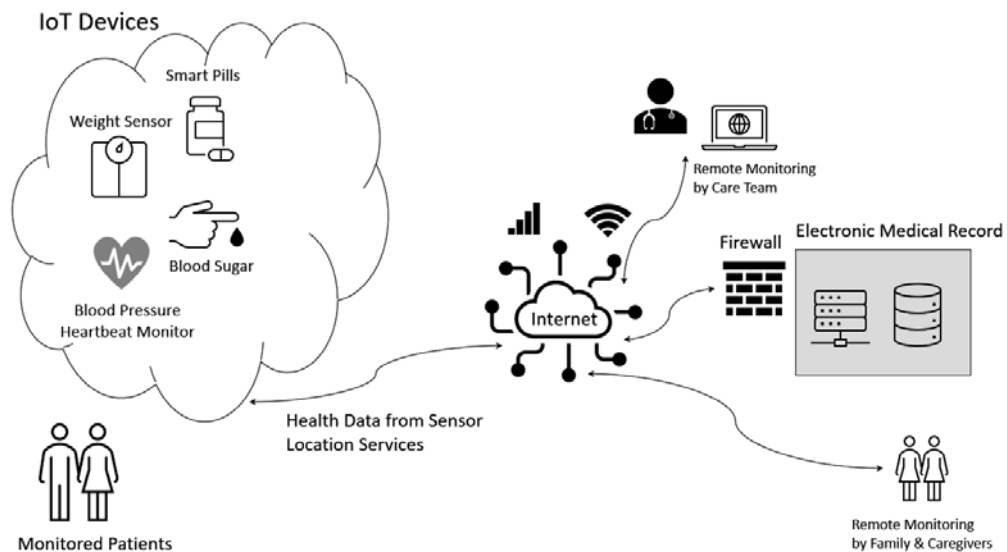 IoT Devices
Smart Pills
Weight Sensor
Blood Sugar
Blood Pressure
Heartbeat Monitor
Health Data from Sensor
Location Services
Monitored Patients
Internet
Remote Monitoring
by Care Team
Firewall
Electronic Medical Record
Remote Monitoring
by Family & Caregivers